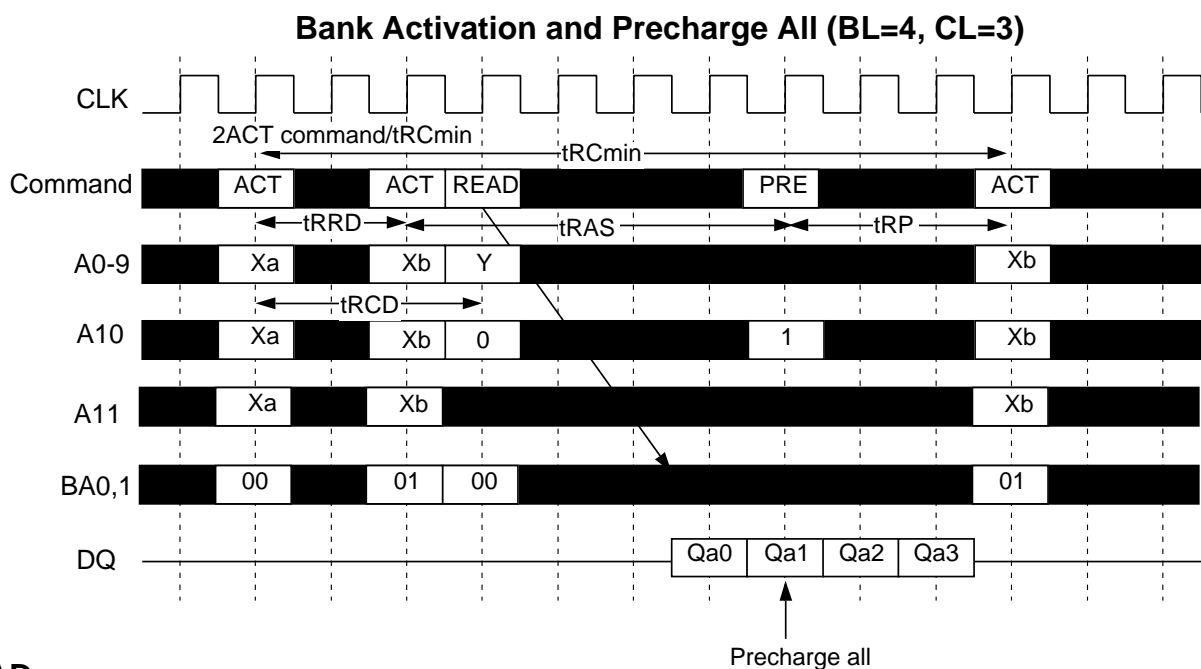 Bank Activation and Precharge All (BL=4, CL=3)
CLK
2ACT command/tRCmin
tRCmin
Command ACT ACT READ PRE ACT
tRRD tRAS tRP
A0-9 Xa Xb Y Xb
tRCD
A10 Xa Xb 0 1 Xb
A11 Xa Xb Xb
BA0,1 00 01 00 01
DQ Qa0 Qa1 Qa2 Qa3
Precharge all